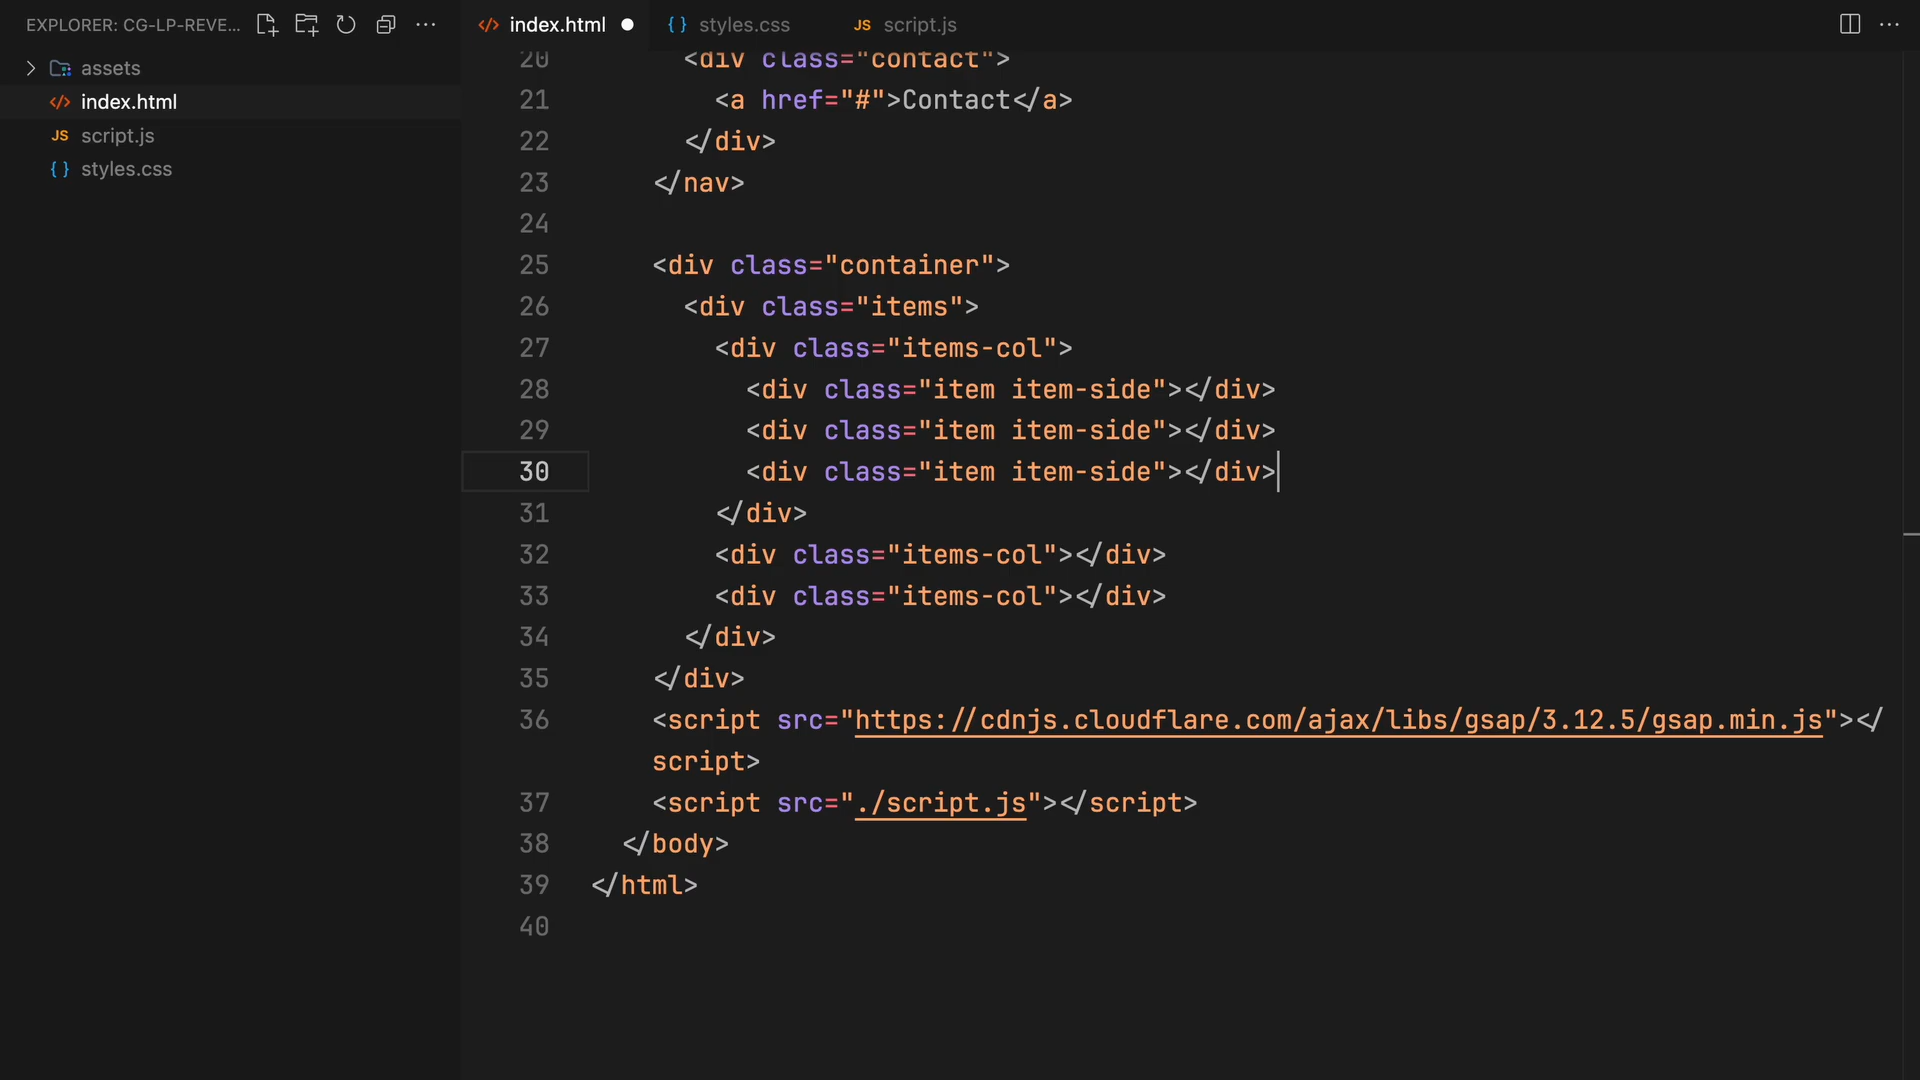 EXPLORER: CG-LP-REVE...
assets
index.html
script.js
styles.css
index.html
styles.css
script.js
20 <div class="contact">
21 <a href="#">Contact</a>
22 </div>
23 </nav>
24
25 <div class="container">
26 <div class="items">
27 <div class="items-col">
28 <div class="item item-side"></div>
29 <div class="item item-side"></div>
30 <div class="item item-side"></div>
31 </div>
32 <div class="items-col"></div>
33 <div class="items-col"></div>
34 </div>
35 </div>
36 <script src="https://cdnjs.cloudflare.com/ajax/libs/gsap/3.12.5/gsap.min.js"></
script>
37 <script src="./script.js"></script>
38 </body>
39 </html>
40